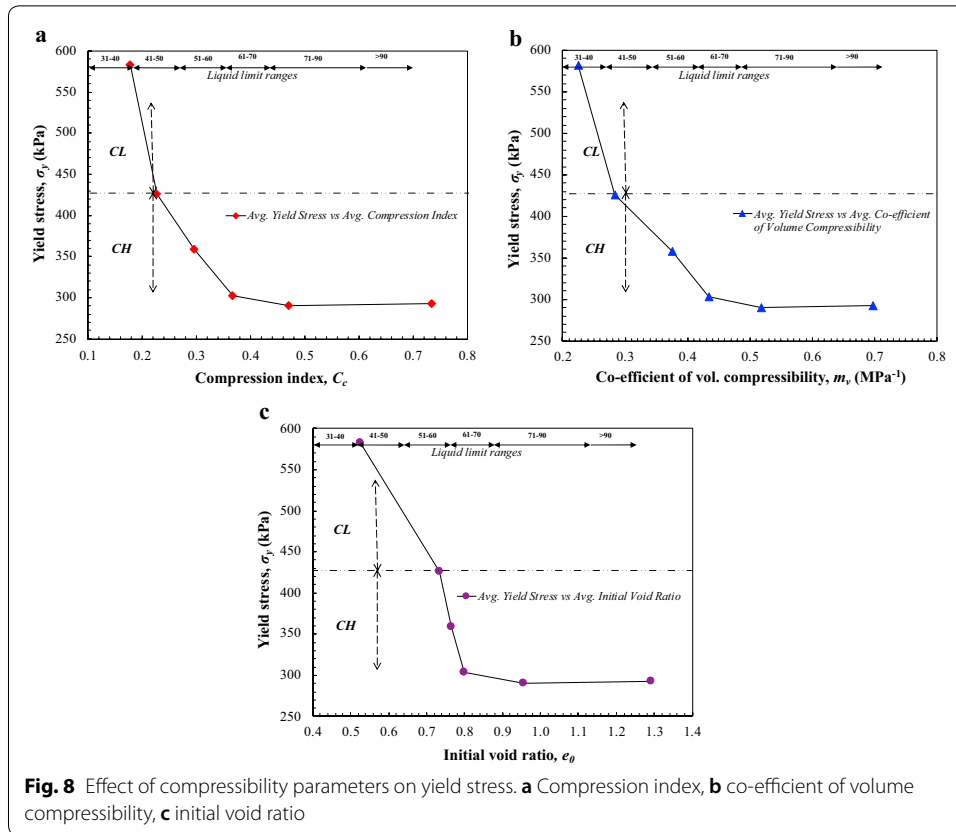 a
600
550
500
450
400
350
300
250
31-40 41-50 51-60 61-70 71-90 >90
Liquid limit ranges
CL
CH
Avg. Yield Stress vs Avg. Compression Index
Yield stress, σy (kPa)
0.1 0.2 0.3 0.4 0.5 0.6 0.7 0.8
Compression index, Cc
b
600
550
500
450
400
350
300
250
31-40 41-50 51-60 61-70 71-90 >90
Liquid limit ranges
CL
CH
Avg. Yield Stress vs Avg. Co-efficient
of Volume Compressibility
Yield stress, σy (kPa)
0.2 0.3 0.4 0.5 0.6 0.7 0.8
Co-efficient of vol. compressibility, mv (MPa-1)
c
600
550
500
450
400
350
300
250
31-40 41-50 51-60 61-70 71-90 >90
Liquid limit ranges
CL
CH
Avg. Yield Stress vs Avg. Initial Void Ratio
Yield stress, σy (kPa)
0.4 0.5 0.6 0.7 0.8 0.9 1.0 1.1 1.2 1.3 1.4
Initial void ratio, e0
Fig. 8 Effect of compressibility parameters on yield stress. a Compression index, b co-efficient of volume
compressibility, c initial void ratio